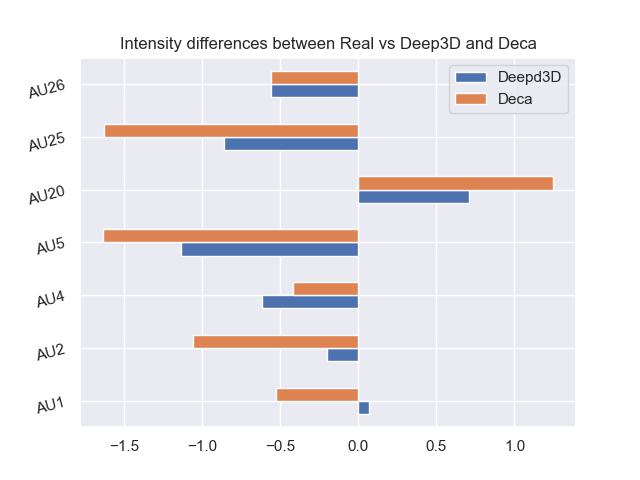 Intensity differences between Real vs Deep3D and Deca
Deepd3D
Deca
AU26
AU25
AU20
AU5
AU4
AU2
AU1
−1.5 −1.0 −0.5 0.0 0.5 1.0